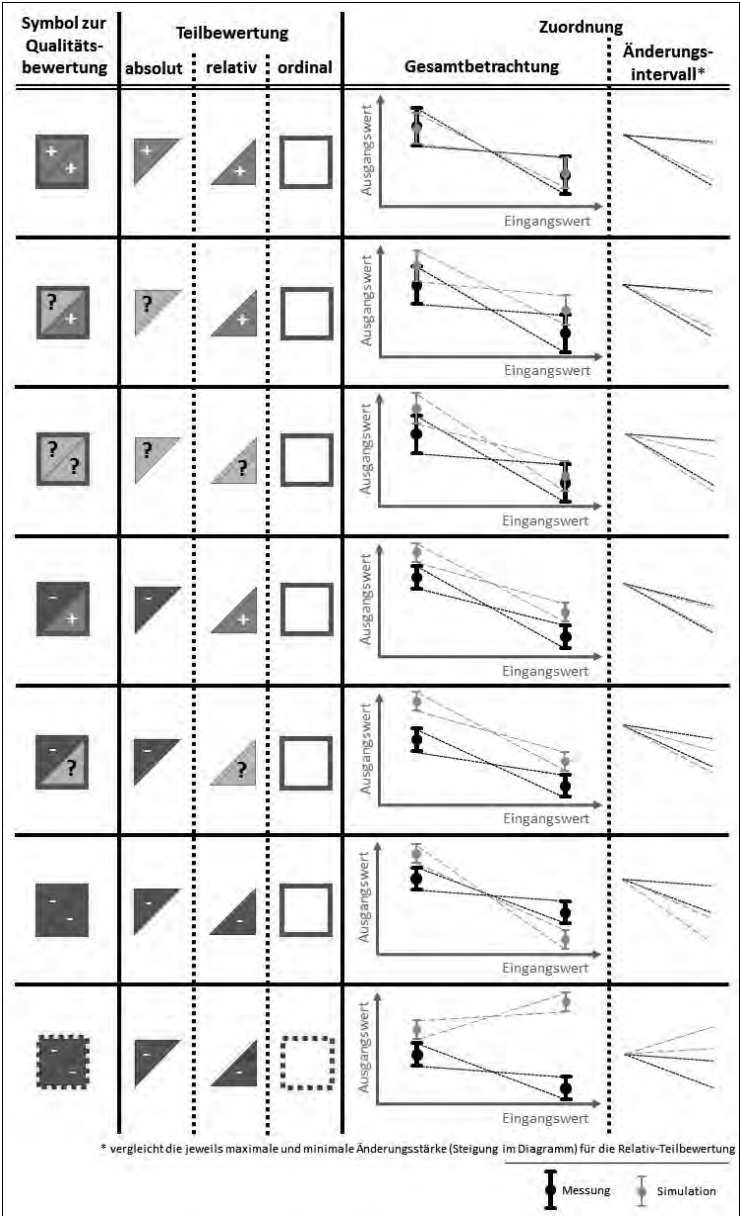 Symbol zur
Qualitäts-
bewertung
Teilbewertung
absolut relativ ordinal
Zuordnung
Gesamtbetrachtung
Änderungs-
intervall*
+ + + +
Ausgangswert
Eingangswert
? + ? +
Ausgangswert
Eingangswert
? ? ? ?
Ausgangswert
Eingangswert
- + - +
Ausgangswert
Eingangswert
- ? - ?
Ausgangswert
Eingangswert
- - - -
Ausgangswert
Eingangswert
- - - -
Ausgangswert
Eingangswert
* vergleicht die jeweils maximale und minimale Änderungsstärke (Steigung im Diagramm) für die Relativ-Teilbewertung
Messung Simulation